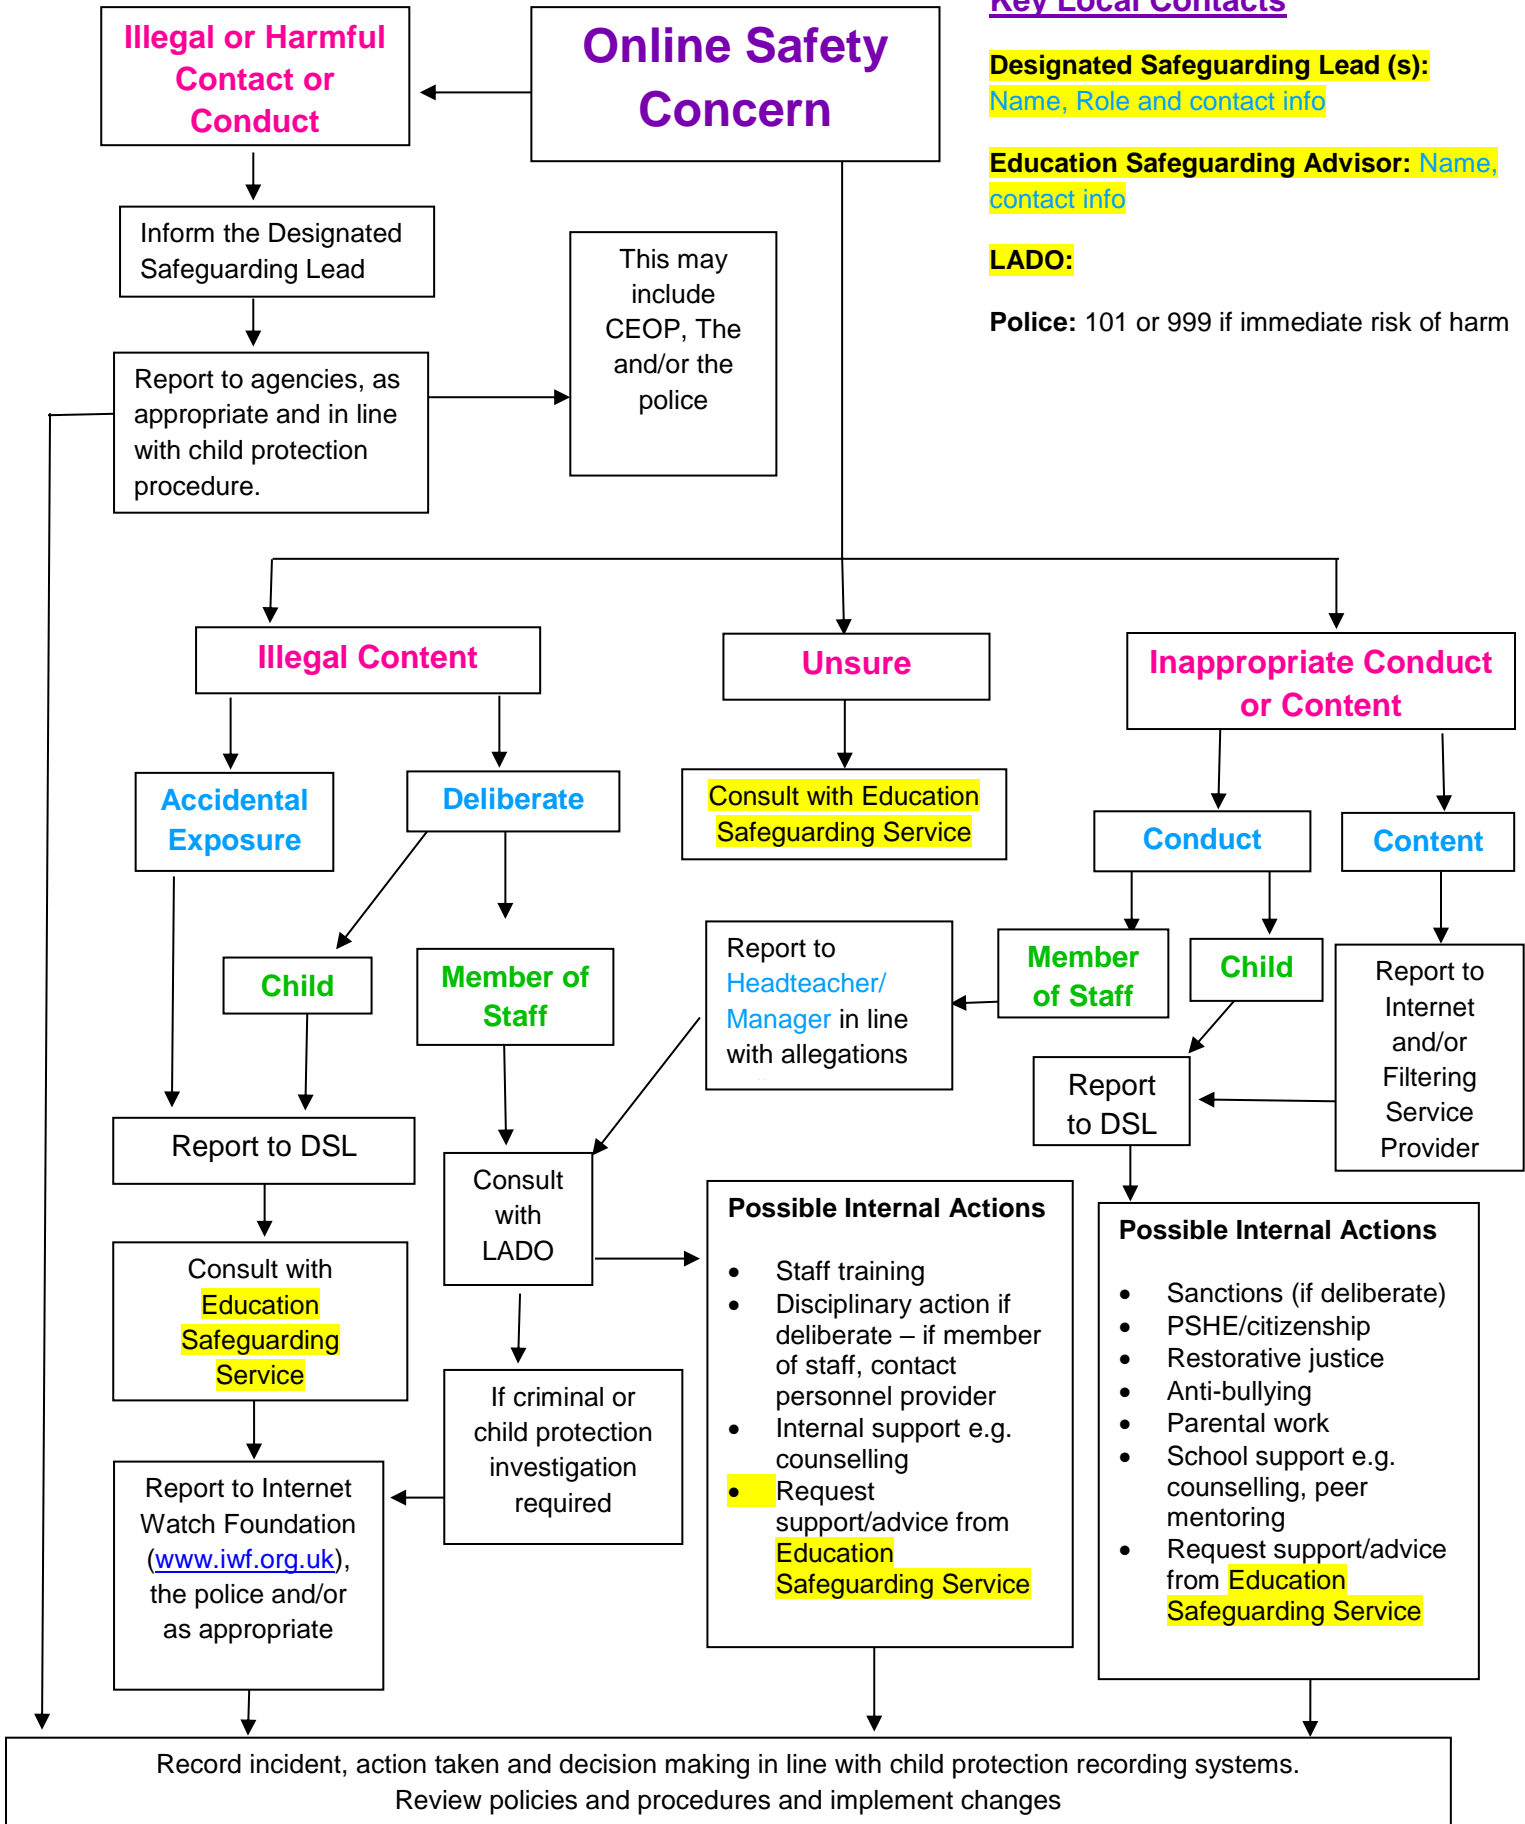 Key Local Contacts
Illegal or Harmful
Contact or
Conduct
Online Safety
Concern
Designated Safeguarding Lead (s):
Name, Role and contact info
Education Safeguarding Advisor: Name,
contact info
LADO:
Police: 101 or 999 if immediate risk of harm
Inform the Designated
Safeguarding Lead
This may
include
CEOP, The
and/or the
police
Report to agencies, as
appropriate and in line
with child protection
procedure.
Illegal Content
Unsure
Inappropriate Conduct
or Content
Accidental
Exposure
Deliberate
Consult with Education
Safeguarding Service
Conduct
Content
Child
Member of
Staff
Report to
Headteacher/
Manager in line
with allegations
Member
of Staff
Child
Report to
Internet
and/or
Filtering
Service
Provider
Report to DSL
Report
to DSL
Consult
with
LADO
Consult with
Education
Safeguarding
Service
If criminal or
child protection
investigation
required
Report to Internet
Watch Foundation
(www.iwf.org.uk),
the police and/or
as appropriate
Possible Internal Actions
• Staff training
• Disciplinary action if
deliberate – if member
of staff, contact
personnel provider
• Internal support e.g.
counselling
• Request
support/advice from
Education
Safeguarding Service
Possible Internal Actions
• Sanctions (if deliberate)
• PSHE/citizenship
• Restorative justice
• Anti-bullying
• Parental work
• School support e.g.
counselling, peer
mentoring
• Request support/advice
from Education
Safeguarding Service
Record incident, action taken and decision making in line with child protection recording systems.
Review policies and procedures and implement changes